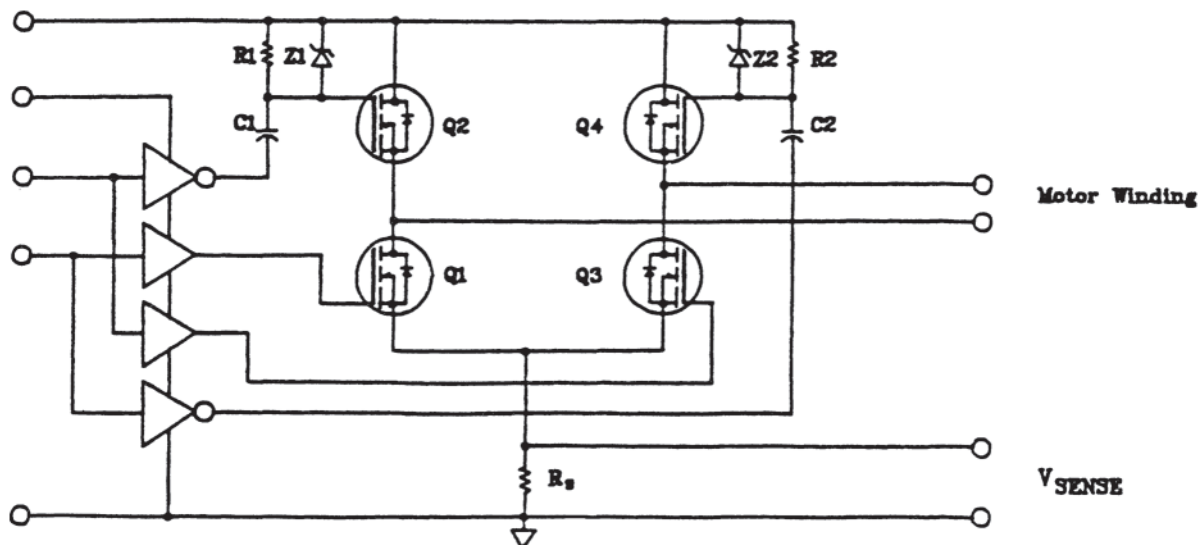 R1
Z1
Z2
R2
C1
Q2
Q4
C2
Motor Winding
Q1
Q3
Rs
VSENSE